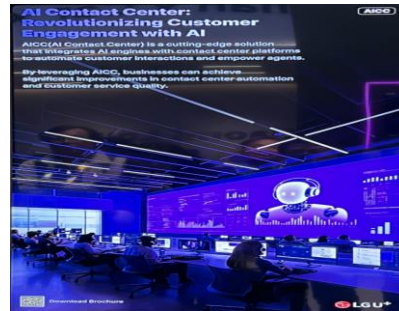 AI Contact Center:
Revolutionizing Customer
Engagement with AI
AICC
AICC(AI Contact Center) is a cutting-edge solution
that integrates AI engines with contact center platforms
to automate customer interactions and empower agents.
By leveraging AICC, businesses can achieve
significant improvements in contact center automation
and customer service quality.
Download Brochure
LG U+